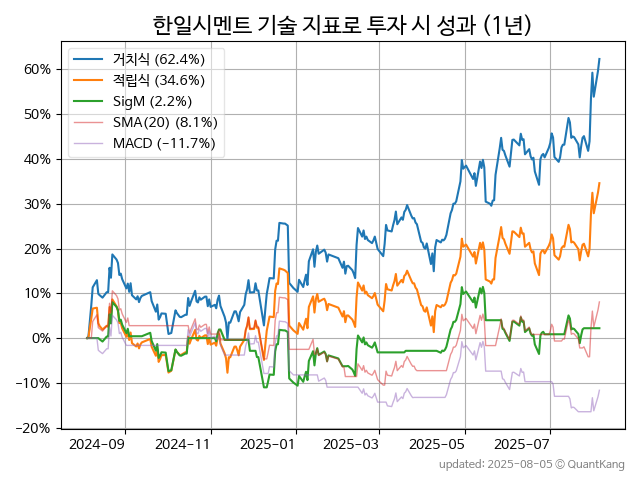 한일시멘트 기술 지표로 투자 시 성과 (1년)
거치식 (62.4%)
적립식 (34.6%)
SigM (2.2%)
SMA(20) (8.1%)
MACD (−11.7%)
60%
50%
40%
30%
20%
10%
0%
−10%
−20%
2024-09 2024-11 2025-01 2025-03 2025-05 2025-07
updated: 2025-08-05 © QuantKang